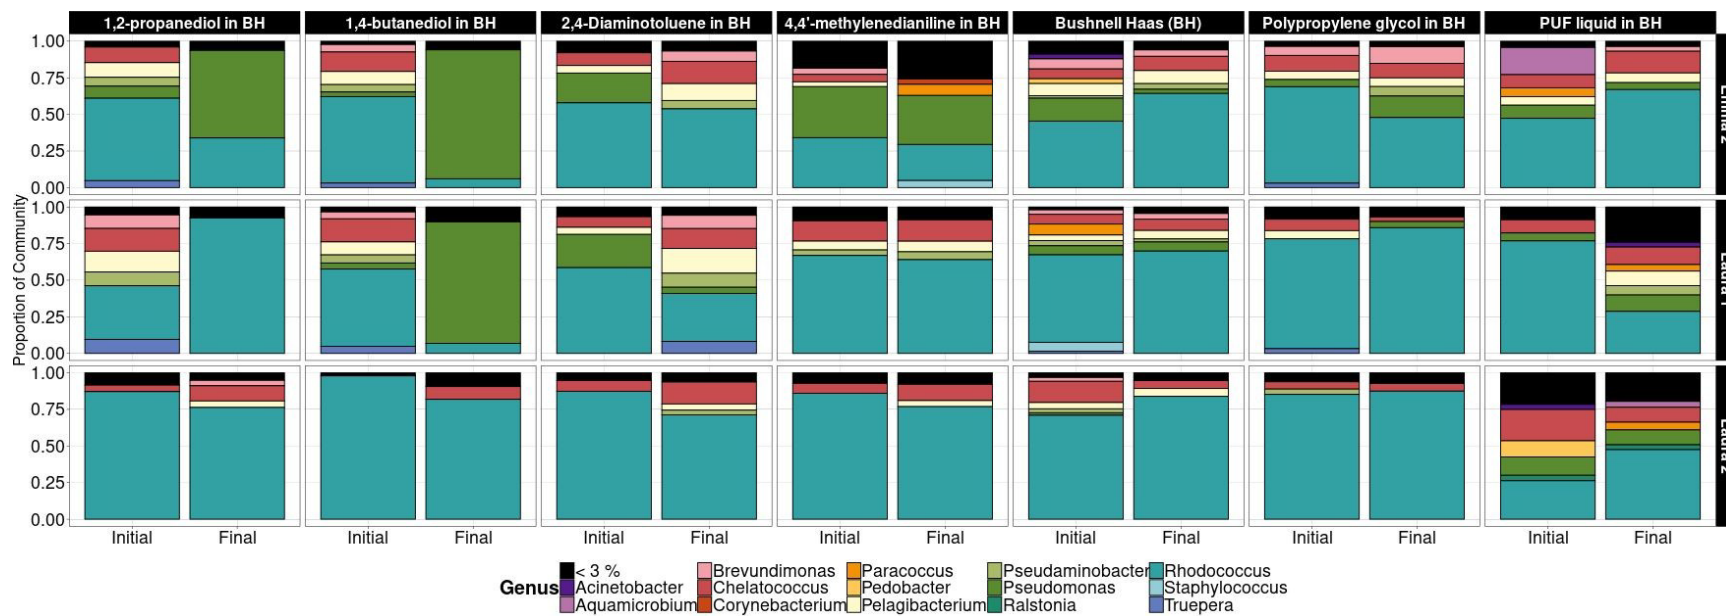 1,2-propanediol in BH 1,4-butanediol in BH 2,4-Diaminotoluene in BH 4,4'-methylenedianiline in BH Bushnell Haas (BH) Polypropylene glycol in BH PUF liquid in BH
Proportion of Community
1.00
0.75
0.50
0.25
0.00
1.00
0.75
0.50
0.25
0.00
1.00
0.75
0.50
0.25
0.00
Initial Final Initial Final Initial Final Initial Final Initial Final Initial Final Initial Final
Genus
< 3 % Brevundimonas Paracoccus Pseudaminobacter Rhodococcus
Acinetobacter Chelatococcus Pedobacter Pseudomonas Staphylococcus
Aquamicrobium Corynebacterium Pelagibacterium Ralstonia Truepera